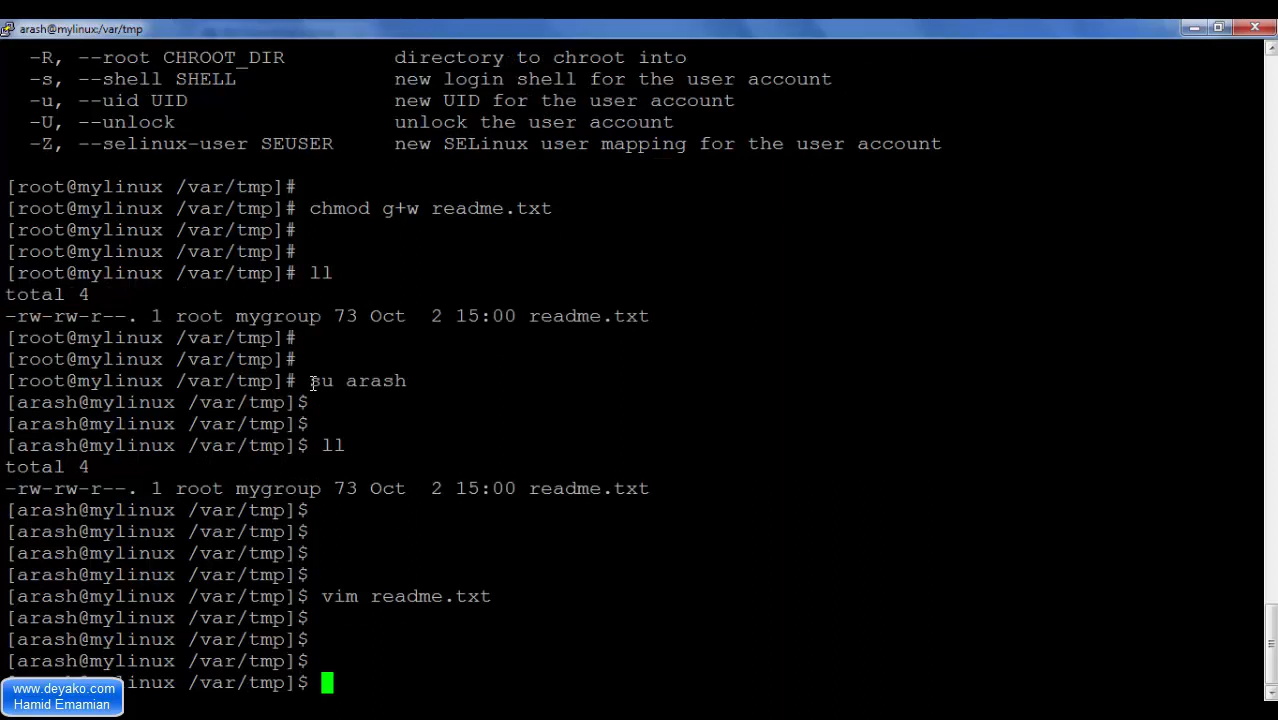 arash@mylinux:/var/tmp
-R, --root CHROOT_DIR         directory to chroot into
-s, --shell SHELL             new login shell for the user account
-u, --uid UID                 new UID for the user account
-U, --unlock                  unlock the user account
-Z, --selinux-user SEUSER     new SELinux user mapping for the user account
[root@mylinux /var/tmp]#
[root@mylinux /var/tmp]# chmod g+w readme.txt
[root@mylinux /var/tmp]#
[root@mylinux /var/tmp]#
[root@mylinux /var/tmp]# ll
total 4
-rw-rw-r--. 1 root mygroup 73 Oct  2 15:00 readme.txt
[root@mylinux /var/tmp]#
[root@mylinux /var/tmp]#
[root@mylinux /var/tmp]# su arash
[arash@mylinux /var/tmp]$
[arash@mylinux /var/tmp]$
[arash@mylinux /var/tmp]$ ll
total 4
-rw-rw-r--. 1 root mygroup 73 Oct  2 15:00 readme.txt
[arash@mylinux /var/tmp]$
[arash@mylinux /var/tmp]$
[arash@mylinux /var/tmp]$
[arash@mylinux /var/tmp]$
[arash@mylinux /var/tmp]$ vim readme.txt
[arash@mylinux /var/tmp]$
[arash@mylinux /var/tmp]$
[arash@mylinux /var/tmp]$
/var/tmp]$
www.deyako.com
Hamid Emamian